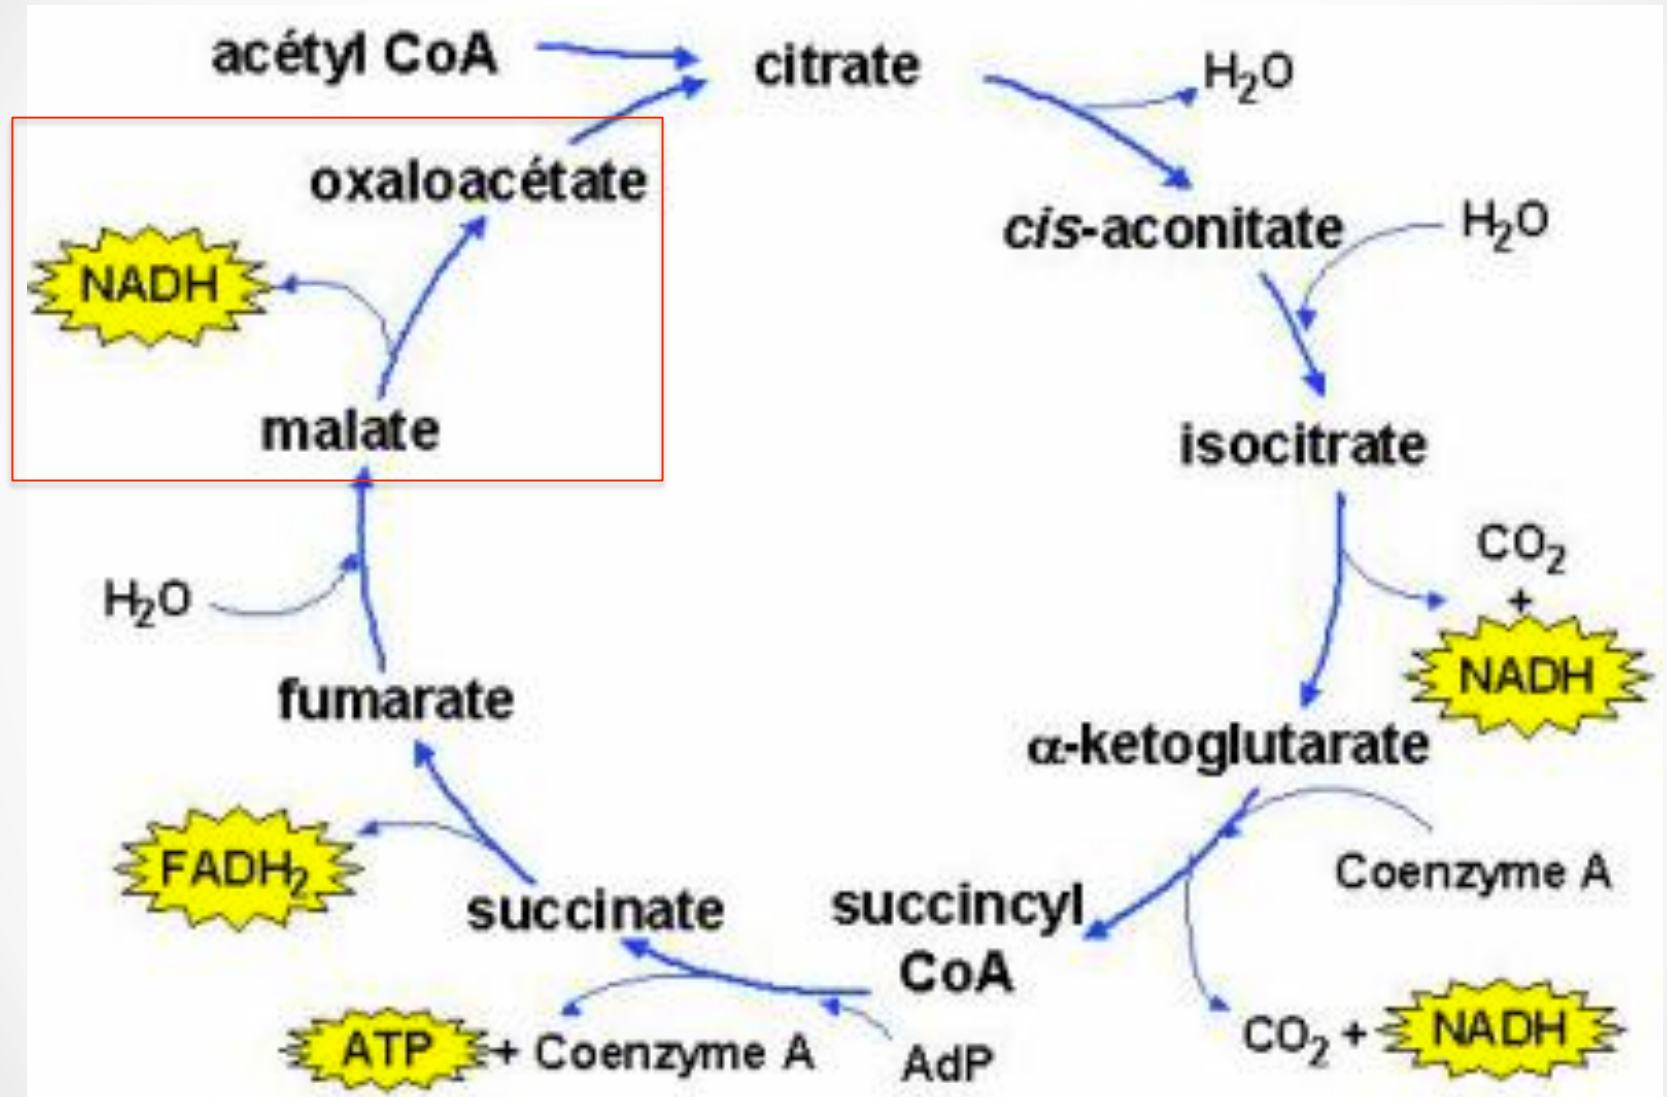 acétyl CoA
citrate
H₂O
oxaloacétate
cis-aconitate
H₂O
NADH
malate
isocitrate
CO₂
+
NADH
H₂O
fumarate
α-ketoglutarate
Coenzyme A
FADH₂
succinate
succincyl
CoA
ATP + Coenzyme A
AdP
CO₂ + NADH